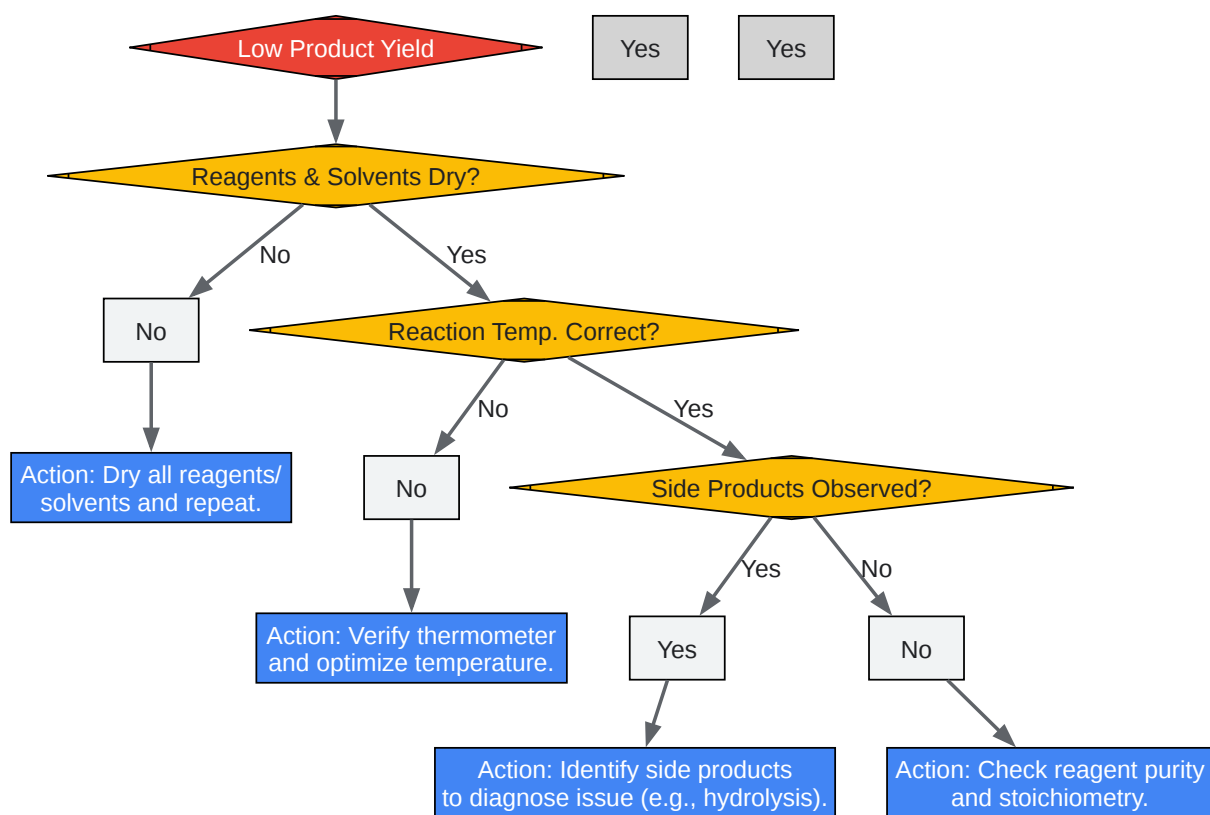 Low Product Yield
Yes
Yes
Reagents & Solvents Dry?
No
Yes
No
Reaction Temp. Correct?
No
Yes
Action: Dry all reagents/
solvents and repeat.
No
Side Products Observed?
Yes
No
Action: Verify thermometer
and optimize temperature.
Yes
No
Action: Identify side products
to diagnose issue (e.g., hydrolysis).
Action: Check reagent purity
and stoichiometry.